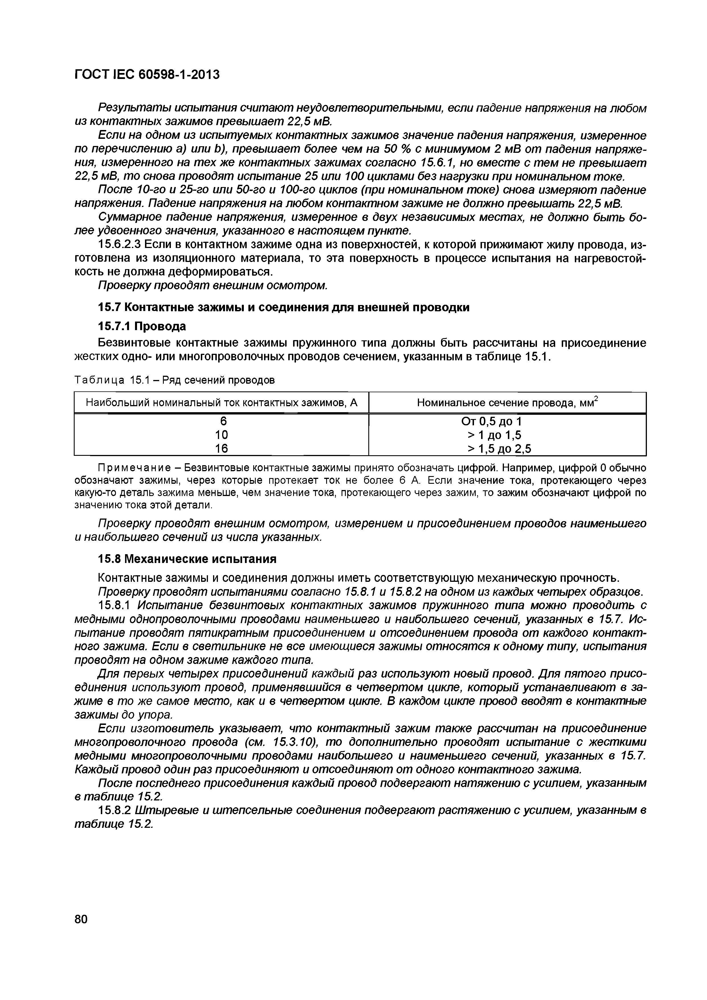 ГОСТ IEC 60598-1-2013
Результаты испытания считают неудовлетворительными, если падение напряжения на любом
из контактных зажимов превышает 22,5 мВ.
Если на одном из испытуемых контактных зажимов значение падения напряжения, измеренное
по перечислению a) или b), превышает более чем на 50 % с минимумом 2 мВ от падения напряже-
ния, измеренного на тех же контактных зажимах согласно 15.6.1, но вместе с тем не превышает
22,5 мВ, то снова проводят испытание 25 или 100 циклами без нагрузки при номинальном токе.
После 10-го и 25-го или 50-го и 100-го циклов (при номинальном токе) снова измеряют падение
напряжения. Падение напряжения на любом контактном зажиме не должно превышать 22,5 мВ.
Суммарное падение напряжения, измеренное в двух независимых местах, не должно быть бо-
лее удвоенного значения, указанного в настоящем пункте.
15.6.2.3 Если в контактном зажиме одна из поверхностей, к которой прижимают жилу провода, из-
готовлена из изоляционного материала, то эта поверхность в процессе испытания на нагревостой-
кость не должна деформироваться.
Проверку проводят внешним осмотром.
15.7 Контактные зажимы и соединения для внешней проводки
15.7.1 Провода
Безвинтовые контактные зажимы пружинного типа должны быть рассчитаны на присоединение
жестких одно- или многопроволочных проводов сечением, указанным в таблице 15.1.
Таблица 15.1 – Ряд сечений проводов
Наибольший номинальный ток контактных зажимов, А Номинальное сечение провода, мм²
6 От 0,5 до 1
10 > 1 до 1,5
16 > 1,5 до 2,5
Примечание – Безвинтовые контактные зажимы принято обозначать цифрой. Например, цифрой 0 обычно
обозначают зажимы, через которые протекает ток не более 6 А. Если значение тока, протекающего через
какую-то деталь зажима меньше, чем значение тока, протекающего через зажим, то зажим обозначают цифрой по
значению тока этой детали.
Проверку проводят внешним осмотром, измерением и присоединением проводов наименьшего
и наибольшего сечений из числа указанных.
15.8 Механические испытания
Контактные зажимы и соединения должны иметь соответствующую механическую прочность.
Проверку проводят испытаниями согласно 15.8.1 и 15.8.2 на одном из каждых четырех образцов.
15.8.1 Испытание безвинтовых контактных зажимов пружинного типа можно проводить с
медными однопроволочными проводами наименьшего и наибольшего сечений, указанных в 15.7. Ис-
пытание проводят пятикратным присоединением и отсоединением провода от каждого контакт-
ного зажима. Если в светильнике не все имеющиеся зажимы относятся к одному типу, испытания
проводят на одном зажиме каждого типа.
Для первых четырех присоединений каждый раз используют новый провод. Для пятого присо-
единения используют провод, применявшийся в четвертом цикле, который устанавливают в за-
жиме в то же самое место, как и в четвертом цикле. В каждом цикле провод вводят в контактные
зажимы до упора.
Если изготовитель указывает, что контактный зажим также рассчитан на присоединение
многопроволочного провода (см. 15.3.10), то дополнительно проводят испытание с жесткими
медными многопроволочными проводами наибольшего и наименьшего сечений, указанных в 15.7.
Каждый провод один раз присоединяют и отсоединяют от одного контактного зажима.
После последнего присоединения каждый провод подвергают натяжению с усилием, указанным
в таблице 15.2.
15.8.2 Штыревые и штепсельные соединения подвергают растяжению с усилием, указанным в
таблице 15.2.
80